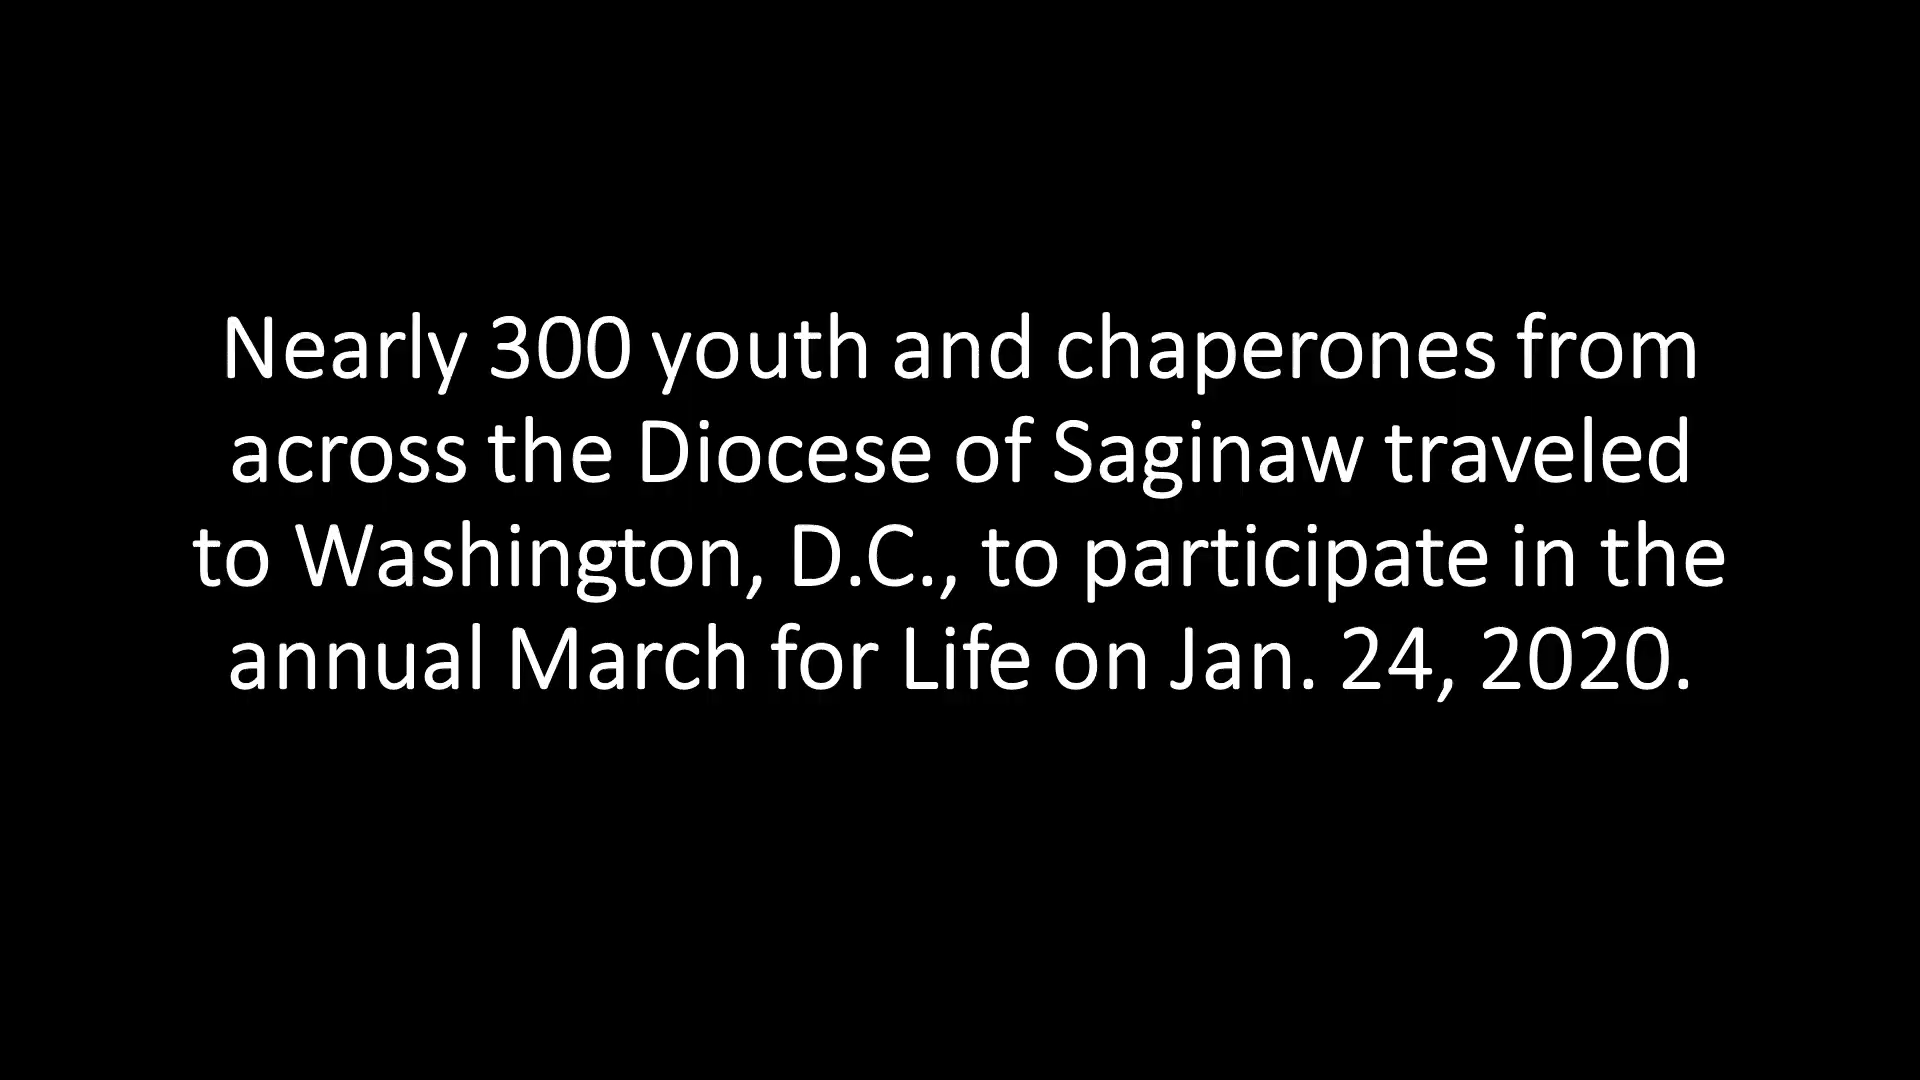 Nearly 300 youth and chaperones from
across the Diocese of Saginaw traveled
to Washington, D.C., to participate in the
annual March for Life on Jan. 24, 2020.